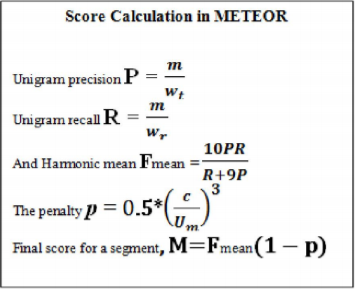 Score Calculation in METEOR
Unigram precision P = m / w_t
Unigram recall R = m / w_r
And Harmonic mean Fmean = 10PR / R+9P
The penalty p = 0.5*(c / U_m)^3
Final score for a segment, M=Fmean(1 − p)